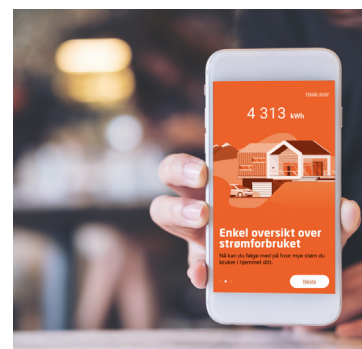 Hopp over
4 313 kWh
Enkel oversikt over
strømforbruket
Nå kan du følge med på hvor mye strøm du
bruker i hjemmet ditt.
Neste